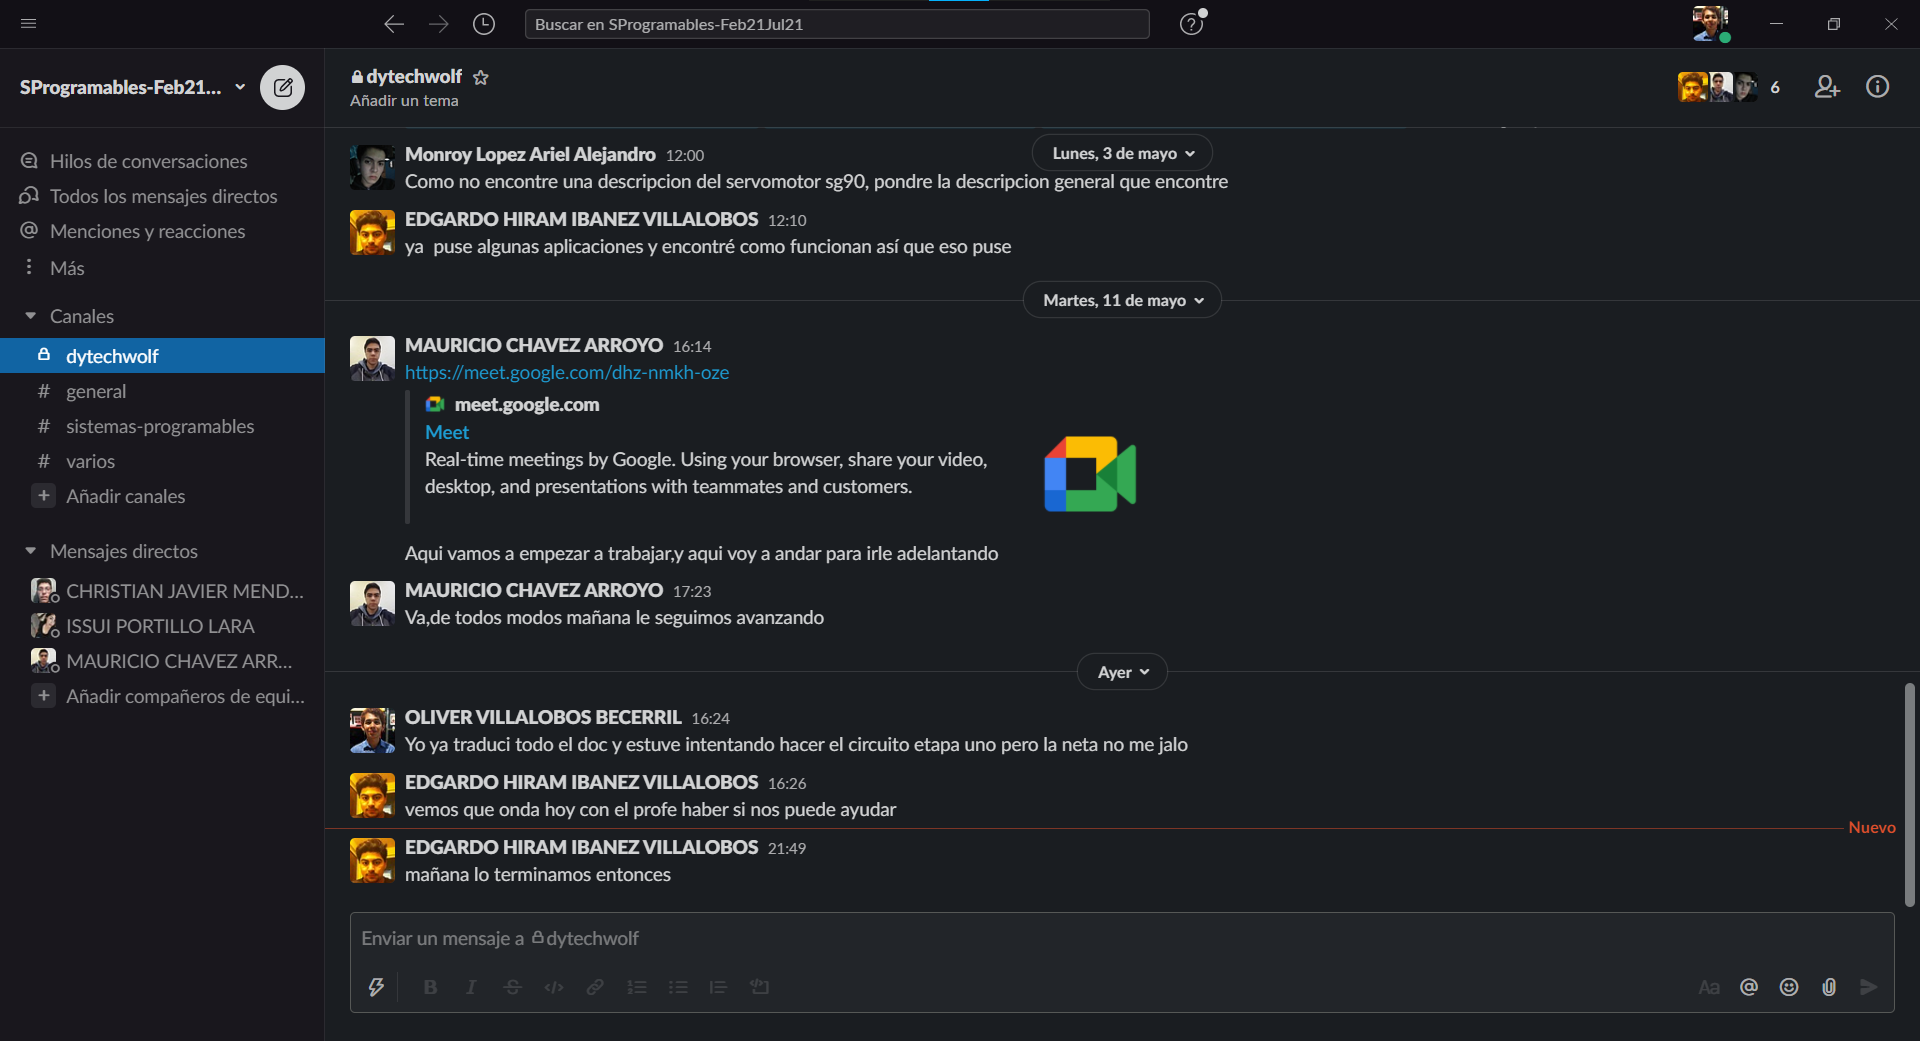 Buscar en SProgramables-Feb21Jul21
SProgramables-Feb21...
dytechwolf
Añadir un tema
6
Hilos de conversaciones
Todos los mensajes directos
Menciones y reacciones
Más
Canales
dytechwolf
general
sistemas-programables
varios
Añadir canales
Mensajes directos
CHRISTIAN JAVIER MEND...
ISSUI PORTILLO LARA
MAURICIO CHAVEZ ARR...
Añadir compañeros de equi...
Lunes, 3 de mayo
Monroy Lopez Ariel Alejandro 12:00
Como no encontre una descripcion del servomotor sg90, pondre la descripcion general que encontre
EDGARDO HIRAM IBANEZ VILLALOBOS 12:10
ya puse algunas aplicaciones y encontré como funcionan así que eso puse
Martes, 11 de mayo
MAURICIO CHAVEZ ARROYO 16:14
https://meet.google.com/dhz-nmkh-oze
meet.google.com
Meet
Real-time meetings by Google. Using your browser, share your video,
desktop, and presentations with teammates and customers.
Aqui vamos a empezar a trabajar,y aqui voy a andar para irle adelantando
MAURICIO CHAVEZ ARROYO 17:23
Va,de todos modos mañana le seguimos avanzando
Ayer
OLIVER VILLALOBOS BECERRIL 16:24
Yo ya traduci todo el doc y estuve intentando hacer el circuito etapa uno pero la neta no me jalo
EDGARDO HIRAM IBANEZ VILLALOBOS 16:26
vemos que onda hoy con el profe haber si nos puede ayudar
Nuevo
EDGARDO HIRAM IBANEZ VILLALOBOS 21:49
mañana lo terminamos entonces
Enviar un mensaje a dytechwolf
B I S </> Aa @